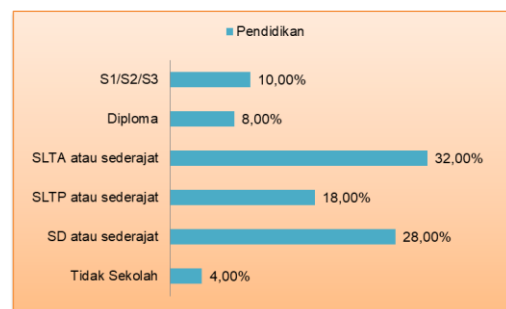 Pendidikan
S1/S2/S3 10,00%
Diploma 8,00%
SLTA atau sederajat 32,00%
SLTP atau sederajat 18,00%
SD atau sederajat 28,00%
Tidak Sekolah 4,00%